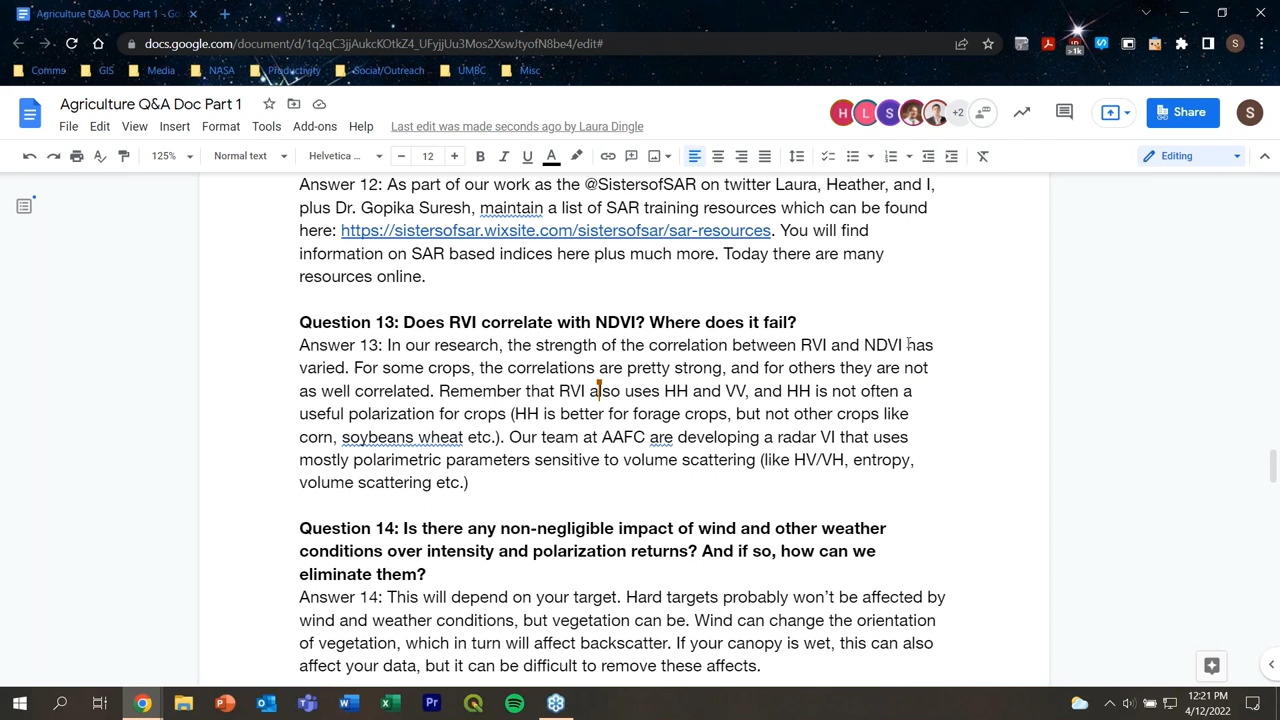 Agriculture Q&A Doc Part 1 - Go
docs.google.com/document/d/1q2qC3jjAukcKOtkZ4_UFyjjUu3Mos2XswJtyofN8be4/edit#
>1k
S
Comms
GIS
Media
NASA
Productivity
Social/Outreach
UMBC
Misc
Agriculture Q&A Doc Part 1
H
L
S
+2
Share
S
File Edit View Insert Format Tools Add-ons Help Last edit was made seconds ago by Laura Dingle
125% Normal text Helvetica ... 12 B I U A Editing
Answer 12: As part of our work as the @SistersofSAR on twitter Laura, Heather, and I,
plus Dr. Gopika Suresh, maintain a list of SAR training resources which can be found
here: https://sistersofsar.wixsite.com/sistersofsar/sar-resources. You will find
information on SAR based indices here plus much more. Today there are many
resources online.
Question 13: Does RVI correlate with NDVI? Where does it fail?
Answer 13: In our research, the strength of the correlation between RVI and NDVI has
varied. For some crops, the correlations are pretty strong, and for others they are not
as well correlated. Remember that RVI also uses HH and VV, and HH is not often a
useful polarization for crops (HH is better for forage crops, but not other crops like
corn, soybeans wheat etc.). Our team at AAFC are developing a radar VI that uses
mostly polarimetric parameters sensitive to volume scattering (like HV/VH, entropy,
volume scattering etc.)
Question 14: Is there any non-negligible impact of wind and other weather
conditions over intensity and polarization returns? And if so, how can we
eliminate them?
Answer 14: This will depend on your target. Hard targets probably won't be affected by
wind and weather conditions, but vegetation can be. Wind can change the orientation
of vegetation, which in turn will affect backscatter. If your canopy is wet, this can also
affect your data, but it can be difficult to remove these affects.
12:21 PM
4/12/2022